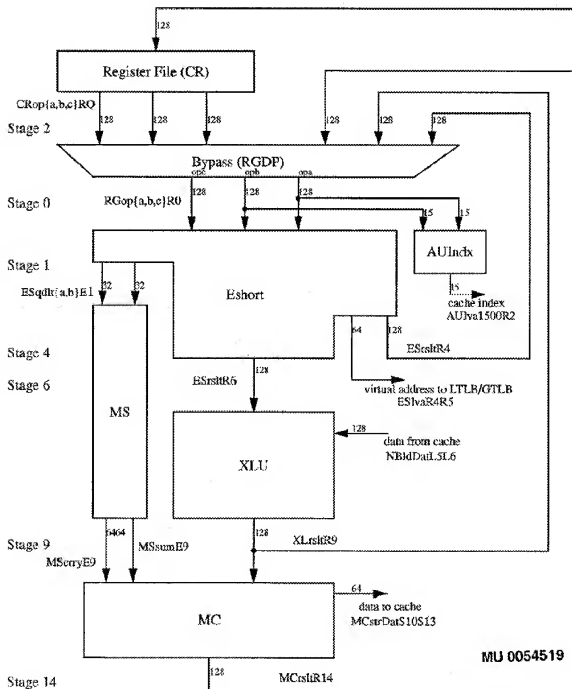 128
Register File (CR)
CRop{a,b,c}RO
128 128 128 128 128 128
Stage 2
Bypass (RGDP)
opc opb opa
Stage 0
RGop{a,b,c}R0
128 128 128
15 15
AUIndx
Stage 1
ESqdlt{a,b}E1
32 32
Eshort
15
cache index
AUIva1500R2
64 128
ESrsltR4
Stage 4
ESrsltR6
128
virtual address to LTLB/GTLB
ESlvaR4R5
Stage 6
MS
XLU
128
data from cache
NBldDatL5L6
Stage 9
6464
MScrryE9
MSsumE9
128
XLrsltR9
MC
64
data to cache
MCstrDatS10S13
MU 0054519
Stage 14
128
MCrsltR14